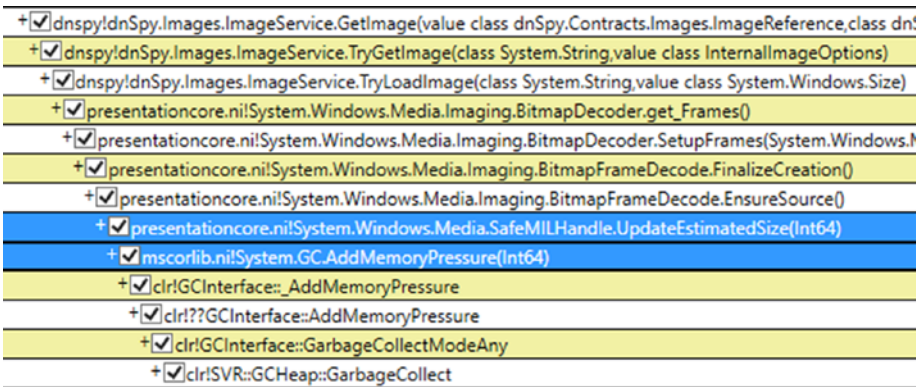 + dnspy!dnSpy.Images.ImageService.GetImage(value class dnSpy.Contracts.Images.ImageReference,class dnS
+ dnspy!dnSpy.Images.ImageService.TryGetImage(class System.String,value class InternalImageOptions)
+ dnspy!dnSpy.Images.ImageService.TryLoadImage(class System.String,value class System.Windows.Size)
+ presentationcore.ni!System.Windows.Media.Imaging.BitmapDecoder.get_Frames()
+ presentationcore.ni!System.Windows.Media.Imaging.BitmapDecoder.SetupFrames(System.Windows.M
+ presentationcore.ni!System.Windows.Media.Imaging.BitmapFrameDecode.FinalizeCreation()
+ presentationcore.ni!System.Windows.Media.Imaging.BitmapFrameDecode.EnsureSource()
+ presentationcore.ni!System.Windows.Media.SafeMILHandle.UpdateEstimatedSize(Int64)
+ mscorlib.ni!System.GC.AddMemoryPressure(Int64)
+ clr!GCInterface::_AddMemoryPressure
+ clr!??GCInterface::AddMemoryPressure
+ clr!GCInterface::GarbageCollectModeAny
+ clr!SVR::GCHeap::GarbageCollect